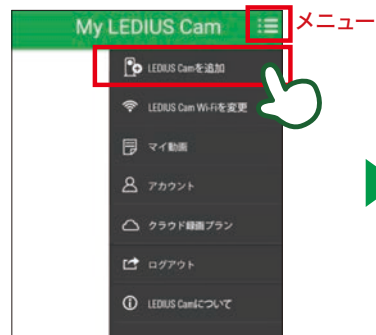 My LEDIUS Cam
メニュー
LEDIUS Camを追加
LEDIUS Cam Wi-Fiを変更
マイ動画
アカウント
クラウド録画プラン
ログアウト
LEDIUS Camについて